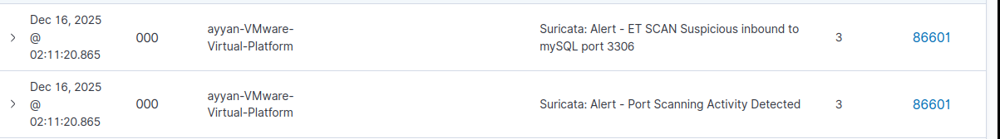 Dec 16, 2025
@
02:11:20.865
000
ayyan-VMware-
Virtual-Platform
Suricata: Alert - ET SCAN Suspicious inbound to
mySQL port 3306
3
86601
Dec 16, 2025
@
02:11:20.865
000
ayyan-VMware-
Virtual-Platform
Suricata: Alert - Port Scanning Activity Detected
3
86601